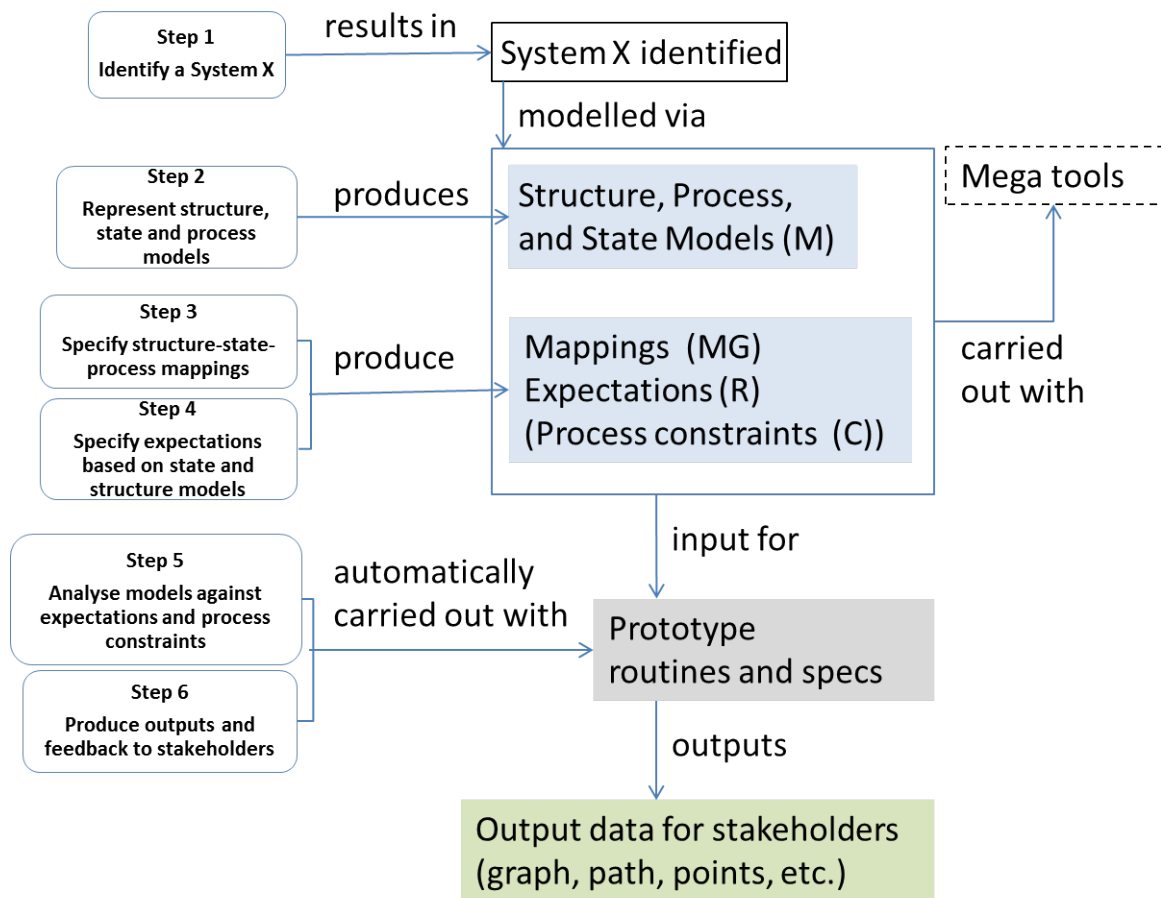 Step 1
Identify a System X
results in
System X identified
modelled via
Step 2
Represent structure,
state and process
models
produces
Structure, Process,
and State Models (M)
Mega tools
Step 3
Specify structure-state-
process mappings
produce
Mappings (MG)
Expectations (R)
(Process constraints (C))
carried
out with
Step 4
Specify expectations
based on state and
structure models
input for
Step 5
Analyse models against
expectations and process
constraints
automatically
carried out with
Prototype
routines and specs
Step 6
Produce outputs and
feedback to stakeholders
outputs
Output data for stakeholders
(graph, path, points, etc.)